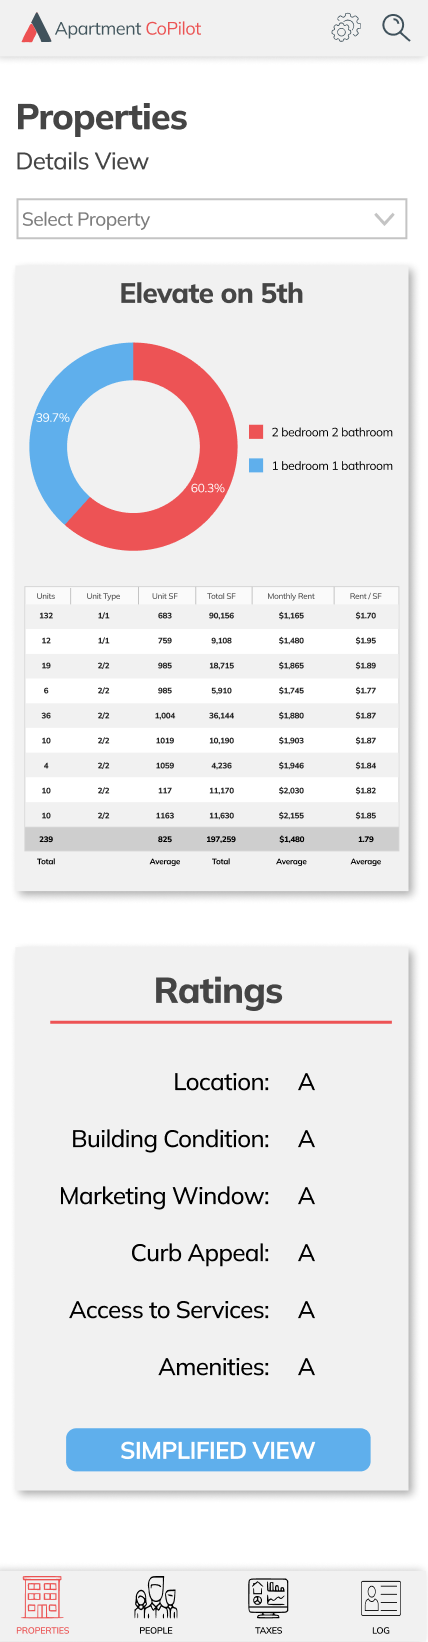 Apartment CoPilot
Properties
Details View
Select Property
Elevate on 5th
39.7%
60.3%
2 bedroom 2 bathroom
1 bedroom 1 bathroom
Units Unit Type Unit SF Total SF Monthly Rent Rent / SF
132 1/1 683 90,156 $1,165 $1.70
12 1/1 759 9,108 $1,480 $1.95
19 2/2 985 18,715 $1,865 $1.89
6 2/2 985 5,910 $1,745 $1.77
36 2/2 1,004 36,144 $1,880 $1.87
10 2/2 1019 10,190 $1,903 $1.87
4 2/2 1059 4,236 $1,946 $1.84
10 2/2 117 11,170 $2,030 $1.82
10 2/2 1163 11,630 $2,155 $1.85
239 825 197,259 $1,480 1.79
Total Average Total Average Average
Ratings
Location: A
Building Condition: A
Marketing Window: A
Curb Appeal: A
Access to Services: A
Amenities: A
SIMPLIFIED VIEW
PROPERTIES PEOPLE TAXES LOG